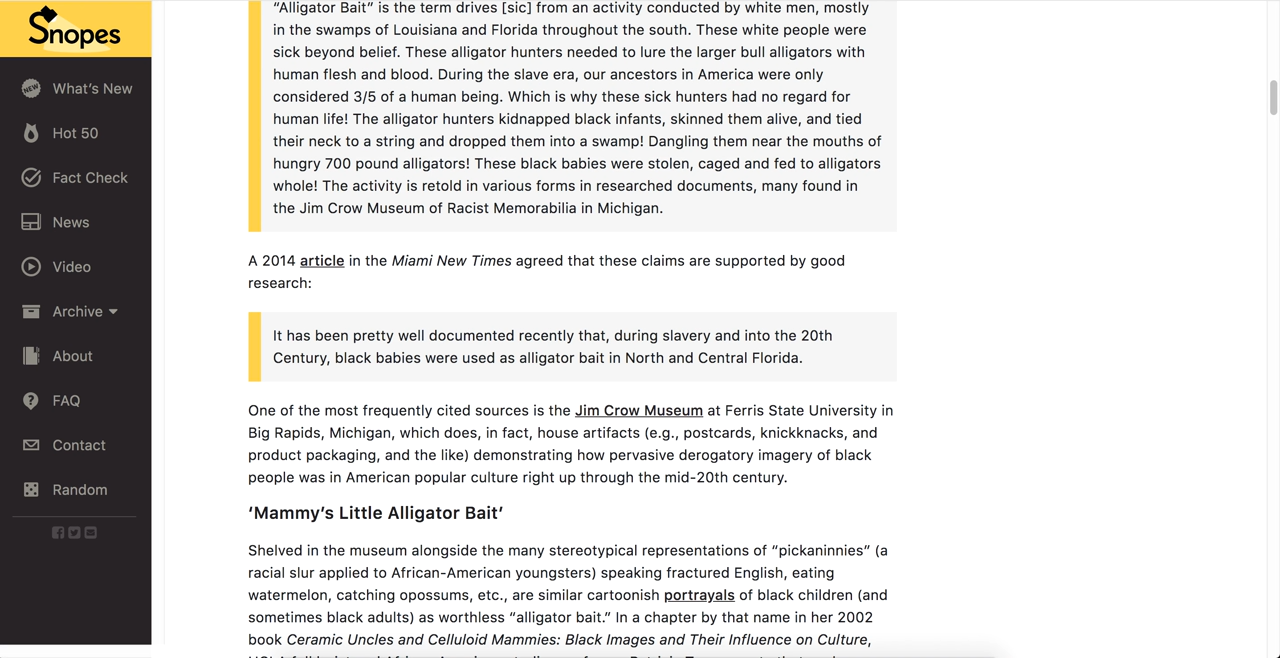 Snopes
NEW
What's New
Hot 50
Fact Check
News
Video
Archive
About
FAQ
Contact
Random
“Alligator Bait” is the term drives [sic] from an activity conducted by white men, mostly
in the swamps of Louisiana and Florida throughout the south. These white people were
sick beyond belief. These alligator hunters needed to lure the larger bull alligators with
human flesh and blood. During the slave era, our ancestors in America were only
considered 3/5 of a human being. Which is why these sick hunters had no regard for
human life! The alligator hunters kidnapped black infants, skinned them alive, and tied
their neck to a string and dropped them into a swamp! Dangling them near the mouths of
hungry 700 pound alligators! These black babies were stolen, caged and fed to alligators
whole! The activity is retold in various forms in researched documents, many found in
the Jim Crow Museum of Racist Memorabilia in Michigan.
A 2014 article in the Miami New Times agreed that these claims are supported by good
research:
It has been pretty well documented recently that, during slavery and into the 20th
Century, black babies were used as alligator bait in North and Central Florida.
One of the most frequently cited sources is the Jim Crow Museum at Ferris State University in
Big Rapids, Michigan, which does, in fact, house artifacts (e.g., postcards, knickknacks, and
product packaging, and the like) demonstrating how pervasive derogatory imagery of black
people was in American popular culture right up through the mid-20th century.
‘Mammy’s Little Alligator Bait’
Shelved in the museum alongside the many stereotypical representations of “pickaninnies” (a
racial slur applied to African-American youngsters) speaking fractured English, eating
watermelon, catching opossums, etc., are similar cartoonish portrayals of black children (and
sometimes black adults) as worthless “alligator bait.” In a chapter by that name in her 2002
book Ceramic Uncles and Celluloid Mammies: Black Images and Their Influence on Culture,